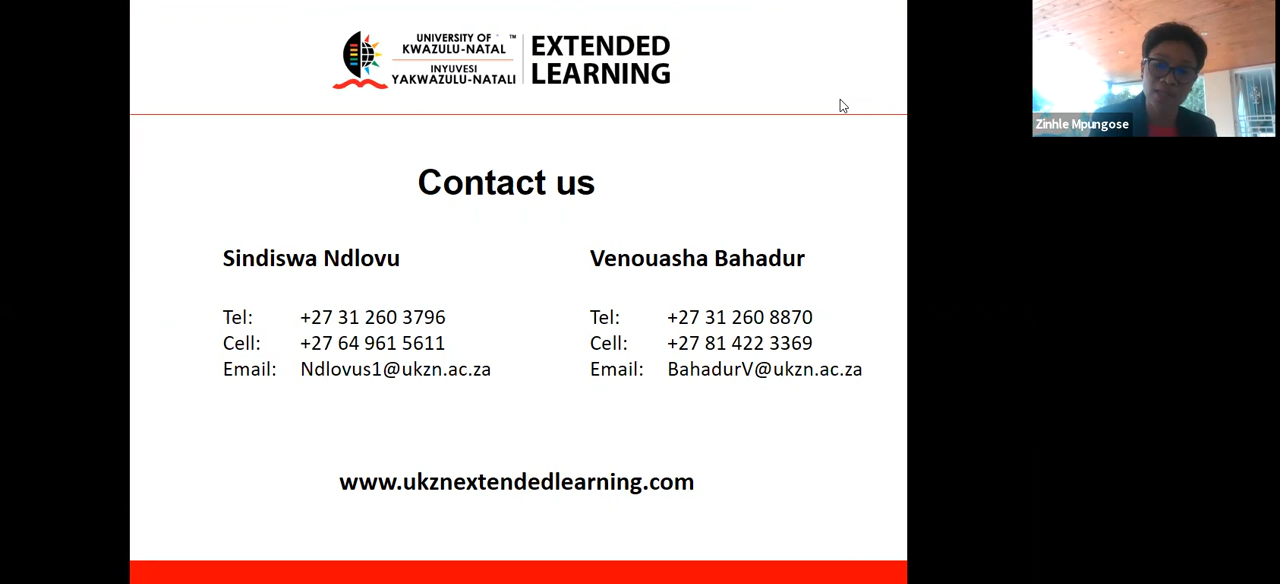 UNIVERSITY OF ™
KWAZULU-NATAL
INYUVESI
YAKWAZULU-NATALI
EXTENDED
LEARNING
Zinhle Mpungose
Contact us
Sindiswa Ndlovu
Tel: +27 31 260 3796
Cell: +27 64 961 5611
Email: Ndlovus1@ukzn.ac.za
Venouasha Bahadur
Tel: +27 31 260 8870
Cell: +27 81 422 3369
Email: BahadurV@ukzn.ac.za
www.ukznextendedlearning.com